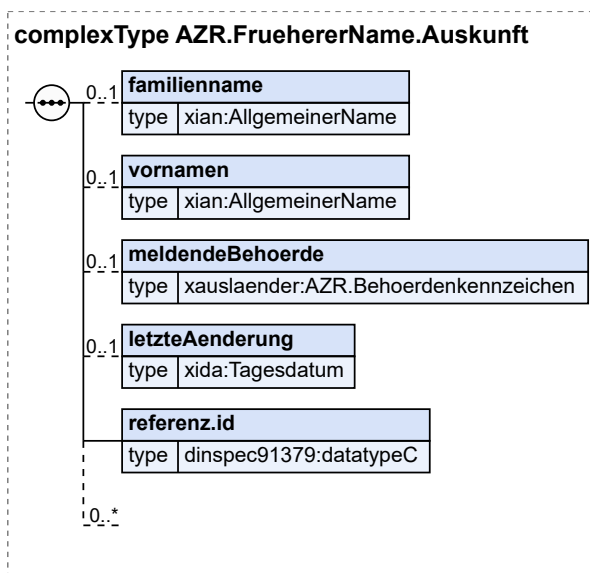 complexType AZR.FruehererName.Auskunft
0..1 familienname
type xian:AllgemeinerName
0..1 vornamen
type xian:AllgemeinerName
0..1 meldendeBehoerde
type xauslaender:AZR.Behoerdenkennzeichen
0..1 letzteAenderung
type xida:Tagesdatum
referenz.id
type dinspec91379:datatypeC
0..*